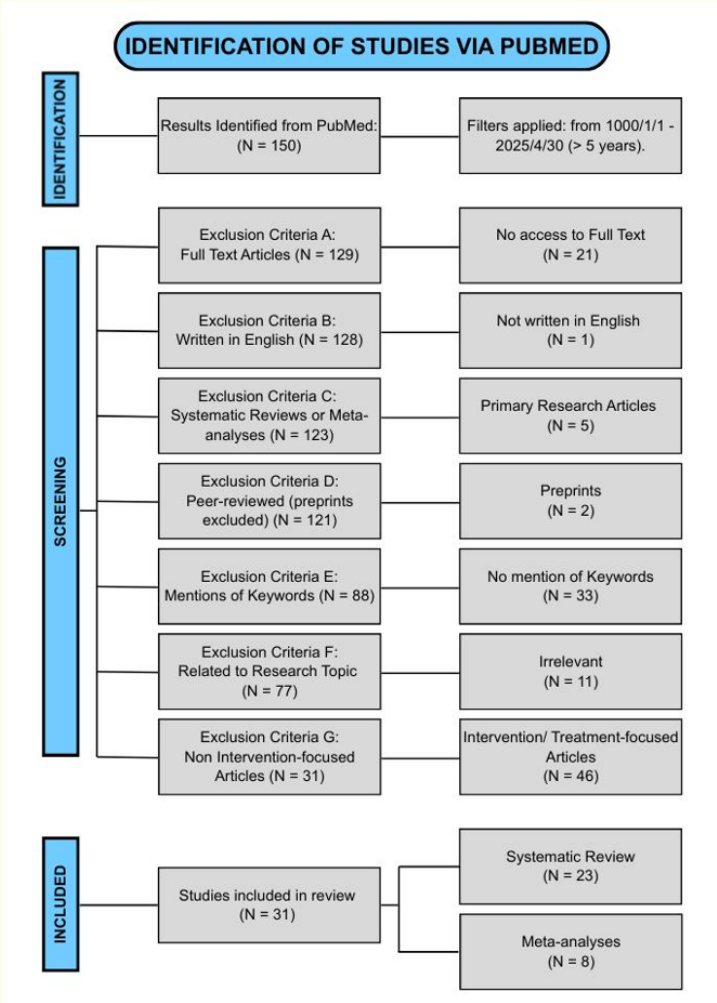 IDENTIFICATION OF STUDIES VIA PUBMED
IDENTIFICATION
Results Identified from PubMed:
(N = 150)
Filters applied: from 1000/1/1 -
2025/4/30 (> 5 years).
SCREENING
Exclusion Criteria A:
Full Text Articles (N = 129)
No access to Full Text
(N = 21)
Exclusion Criteria B:
Written in English (N = 128)
Not written in English
(N = 1)
Exclusion Criteria C:
Systematic Reviews or Meta-
analyses (N = 123)
Primary Research Articles
(N = 5)
Exclusion Criteria D:
Peer-reviewed (preprints
excluded) (N = 121)
Preprints
(N = 2)
Exclusion Criteria E:
Mentions of Keywords (N = 88)
No mention of Keywords
(N = 33)
Exclusion Criteria F:
Related to Research Topic
(N = 77)
Irrelevant
(N = 11)
Exclusion Criteria G:
Non Intervention-focused
Articles (N = 31)
Intervention/ Treatment-focused
Articles
(N = 46)
INCLUDED
Studies included in review
(N = 31)
Systematic Review
(N = 23)
Meta-analyses
(N = 8)